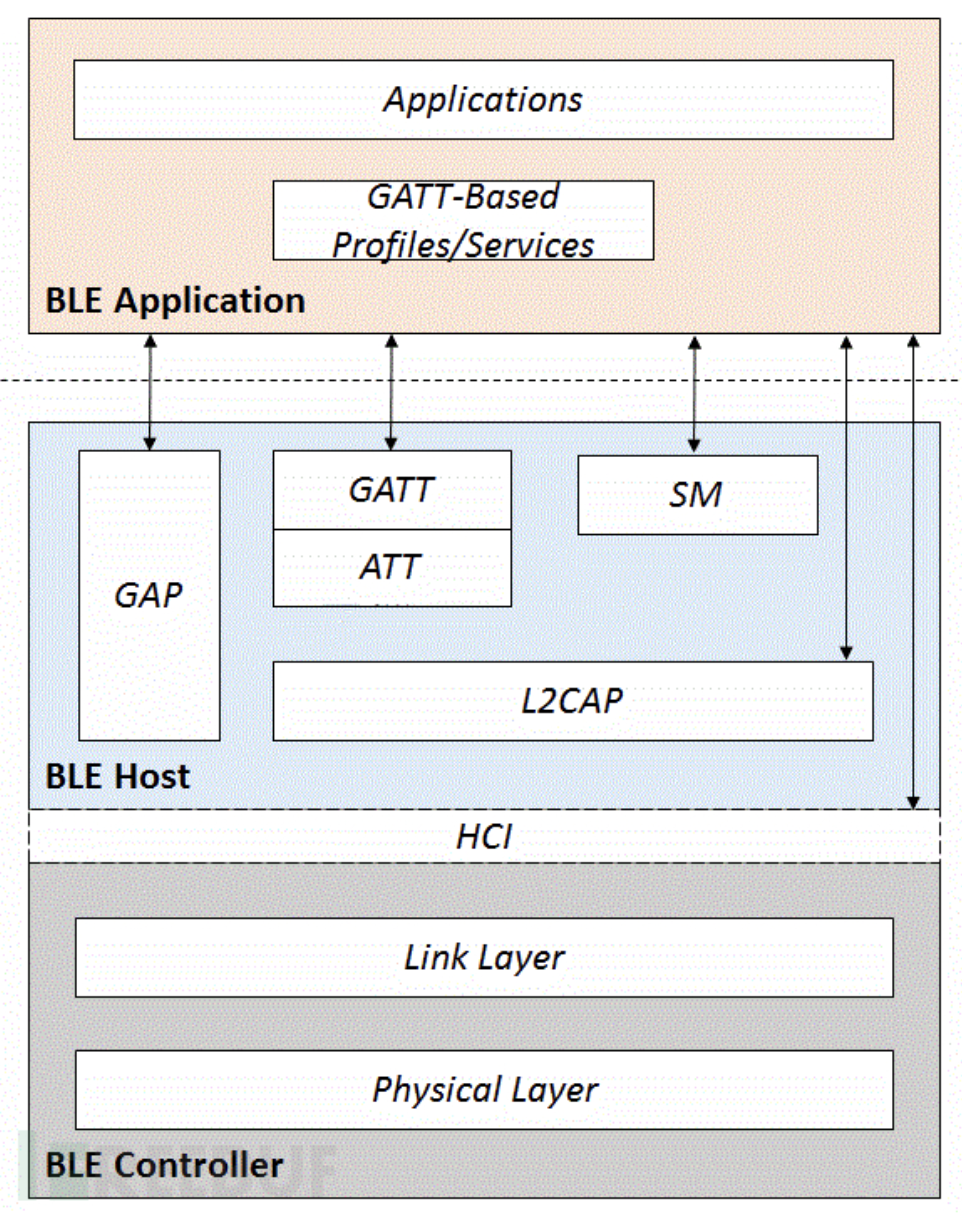 Applications
GATT-Based
Profiles/Services
BLE Application
GATT
SM
ATT
GAP
L2CAP
BLE Host
HCI
Link Layer
Physical Layer
BLE Controller